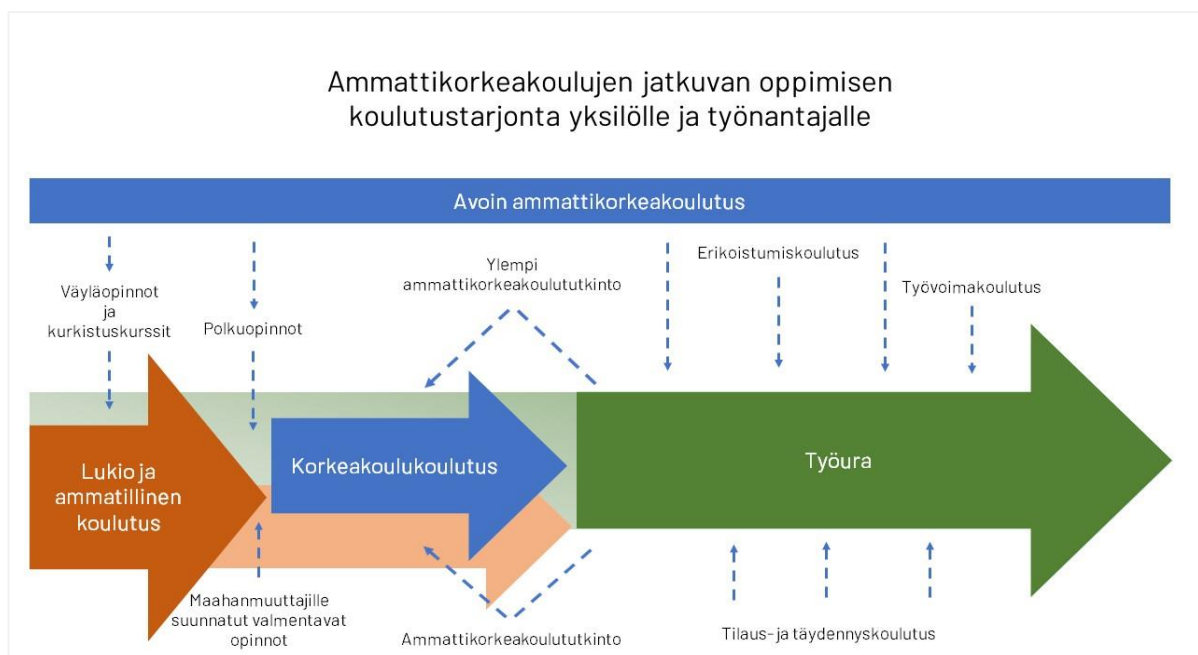 Ammattikorkeakoulujen jatkuvan oppimisen
koulutustarjonta yksilölle ja työnantajalle
Avoin ammattikorkeakoulutus
Väyläopinnot
ja
kurkistuskurssit
Polkuopinnot
Ylempi
ammattikorkeakoulututkinto
Erikoistumiskoulutus
Työvoimakoulutus
Lukio ja
ammatillinen
koulutus
Korkeakoulukoulutus
Työura
Maahanmuuttajille
suunnatut valmentavat
opinnot
Ammattikorkeakoulututkinto
Tilaus- ja täydennyskoulutus